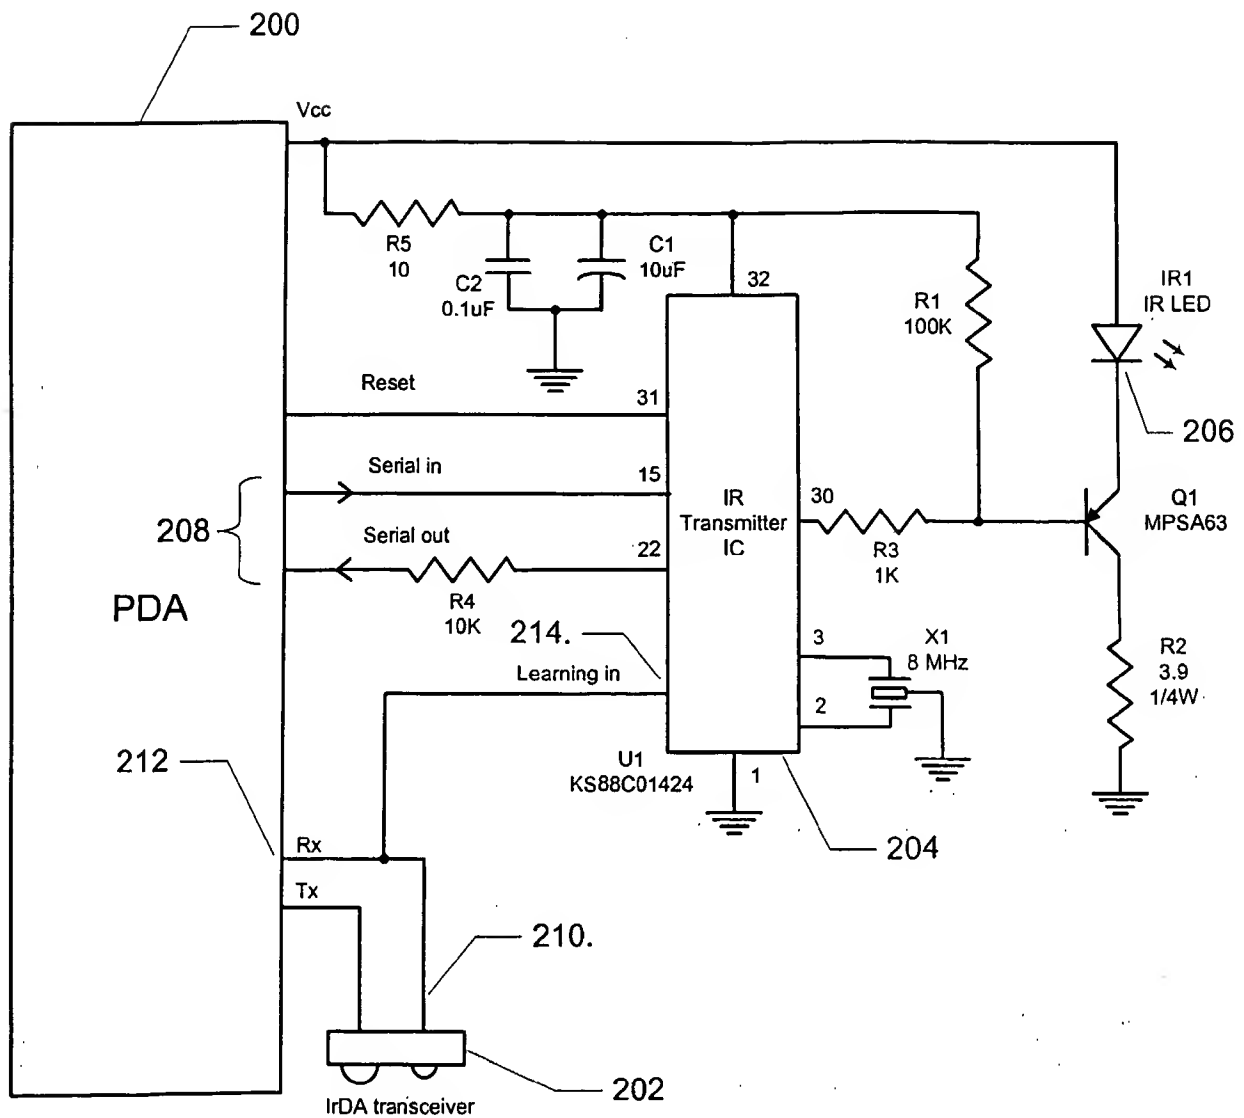 200
Vcc
R5
10
C2
0.1uF
C1
10uF
32
R1
100K
IR1
IR LED
206
Reset
31
Serial in
15
208
Serial out
22
R4
10K
PDA
IR
Transmitter
IC
30
R3
1K
Q1
MPSA63
214.
Learning in
3
X1
8 MHz
2
R2
3.9
1/4W
U1
KS88C01424
1
212
204
Rx
Tx
210.
202
IrDA transceiver